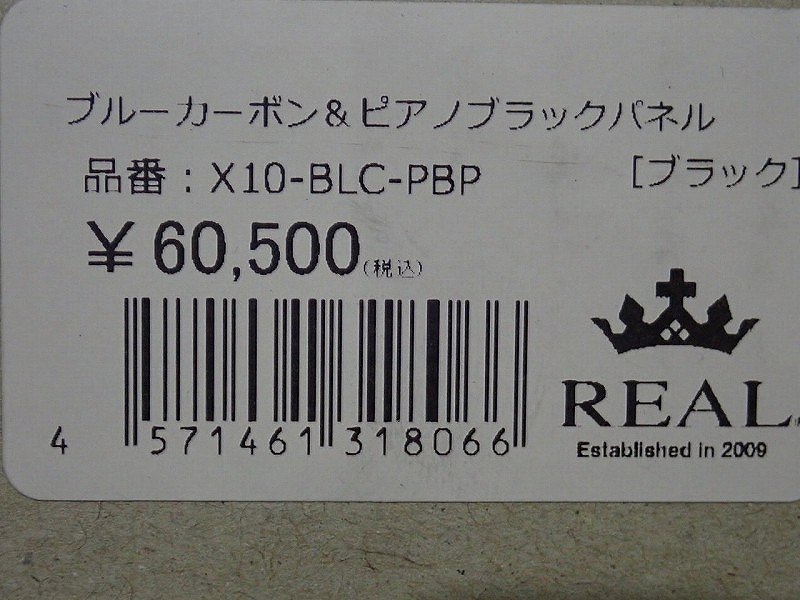 ブルーカーボン&ピアノブラックパネル
品番：X10-BLC-PBP [ブラック]
￥60,500(税込)
4 571461 318066
REAL
Established in 2009